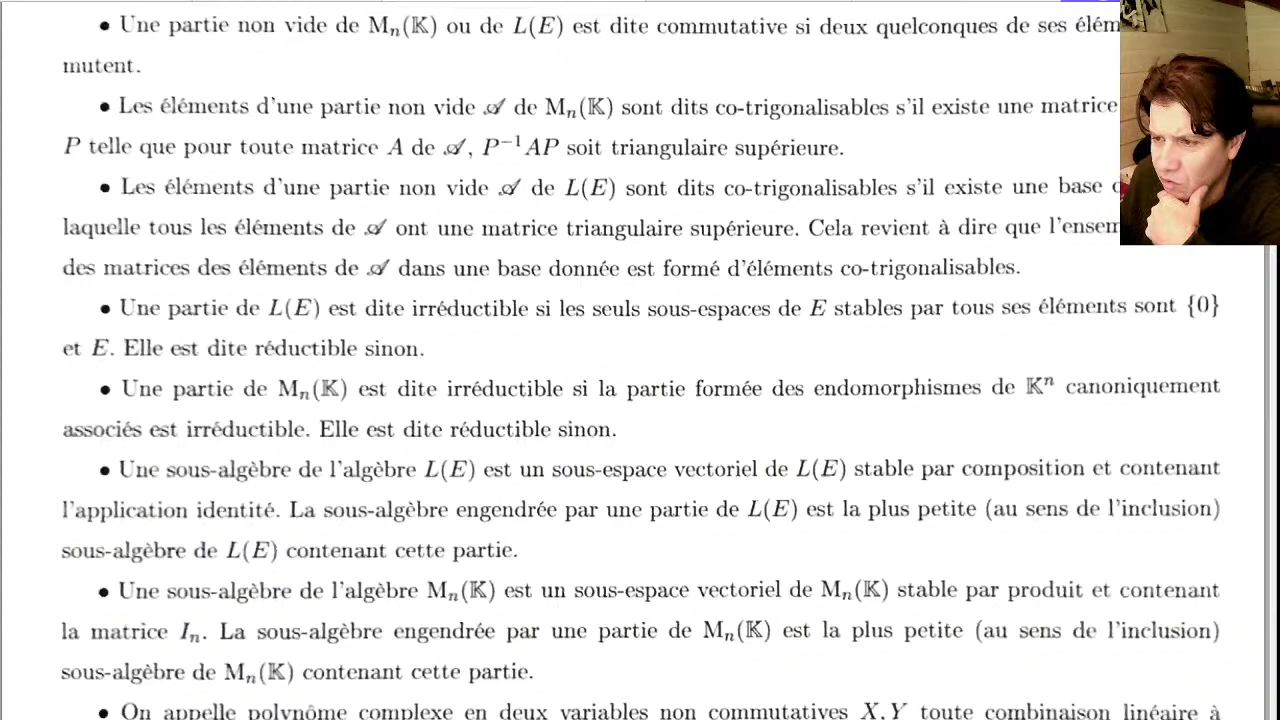 • Une partie non vide de Mₙ(𝕂) ou de L(E) est dite commutative si deux quelconques de ses élém
mutent.
• Les éléments d'une partie non vide 𝒜 de Mₙ(𝕂) sont dits co-trigonalisables s'il existe une matrice
P telle que pour toute matrice A de 𝒜, P⁻¹AP soit triangulaire supérieure.
• Les éléments d'une partie non vide 𝒜 de L(E) sont dits co-trigonalisables s'il existe une base
laquelle tous les éléments de 𝒜 ont une matrice triangulaire supérieure. Cela revient à dire que l'ensem
des matrices des éléments de 𝒜 dans une base donnée est formé d'éléments co-trigonalisables.
• Une partie de L(E) est dite irréductible si les seuls sous-espaces de E stables par tous ses éléments sont {0}
et E. Elle est dite réductible sinon.
• Une partie de Mₙ(𝕂) est dite irréductible si la partie formée des endomorphismes de 𝕂ⁿ canoniquement
associés est irréductible. Elle est dite réductible sinon.
• Une sous-algèbre de l'algèbre L(E) est un sous-espace vectoriel de L(E) stable par composition et contenant
l'application identité. La sous-algèbre engendrée par une partie de L(E) est la plus petite (au sens de l'inclusion)
sous-algèbre de L(E) contenant cette partie.
• Une sous-algèbre de l'algèbre Mₙ(𝕂) est un sous-espace vectoriel de Mₙ(𝕂) stable par produit et contenant
la matrice Iₙ. La sous-algèbre engendrée par une partie de Mₙ(𝕂) est la plus petite (au sens de l'inclusion)
sous-algèbre de Mₙ(𝕂) contenant cette partie.
• On appelle polynôme complexe en deux variables non commutatives X, Y toute combinaison linéaire à